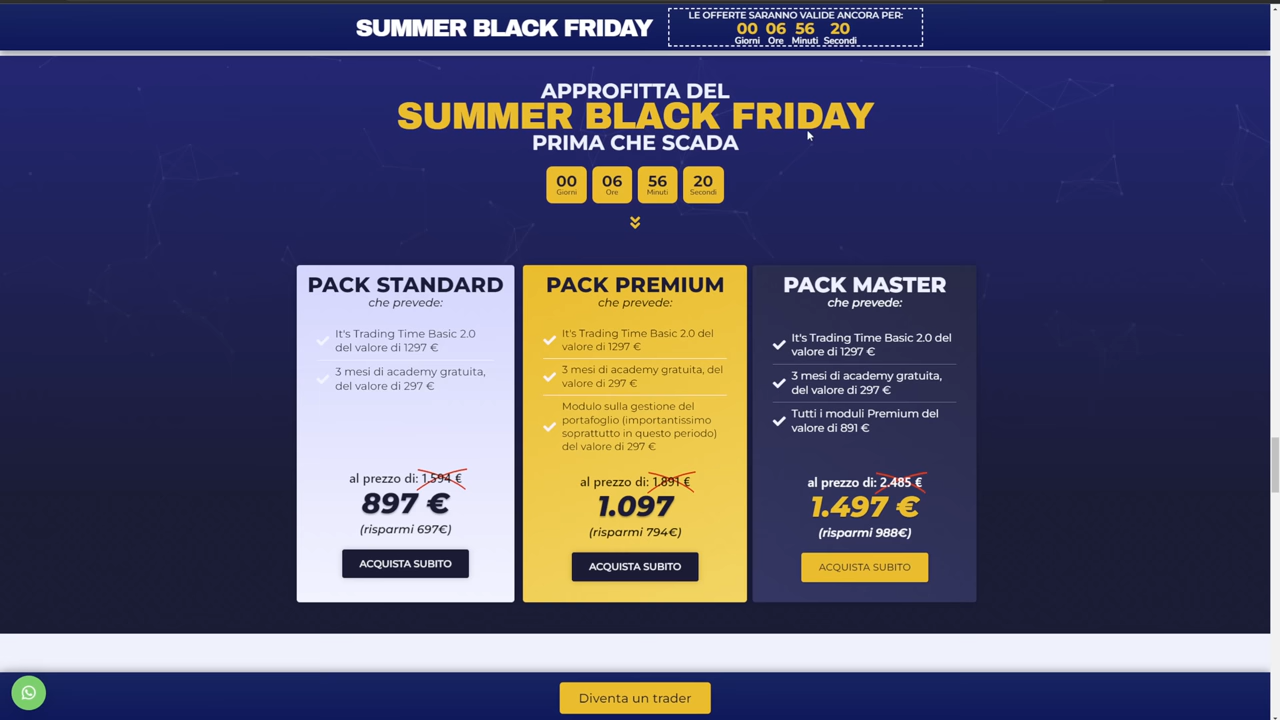 SUMMER BLACK FRIDAY
LE OFFERTE SARANNO VALIDE ANCORA PER:
00 06 56 20
Giorni Ore Minuti Secondi
APPROFITTA DEL
SUMMER BLACK FRIDAY
PRIMA CHE SCADA
00 06 56 20
Giorni Ore Minuti Secondi
PACK STANDARD
che prevede:
It's Trading Time Basic 2.0
del valore di 1297 €
3 mesi di academy gratuita,
del valore di 297 €
al prezzo di: 1.594 €
897 €
(risparmi 697€)
ACQUISTA SUBITO
PACK PREMIUM
che prevede:
It's Trading Time Basic 2.0 del
valore di 1297 €
3 mesi di academy gratuita, del
valore di 297 €
Modulo sulla gestione del
portafoglio (importantissimo
soprattutto in questo periodo)
del valore di 297 €
al prezzo di: 1.891 €
1.097
(risparmi 794€)
ACQUISTA SUBITO
PACK MASTER
che prevede:
It's Trading Time Basic 2.0 del
valore di 1297 €
3 mesi di academy gratuita,
del valore di 297 €
Tutti i moduli Premium del
valore di 891 €
al prezzo di: 2.485 €
1.497 €
(risparmi 988€)
ACQUISTA SUBITO
Diventa un trader